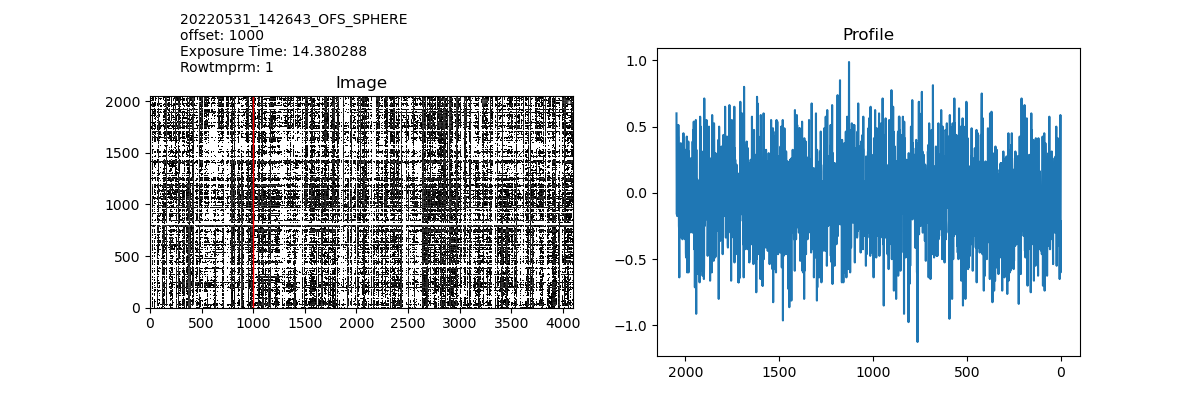 20220531_142643_OFS_SPHERE
offset: 1000
Exposure Time: 14.380288
Rowtmprm: 1
Image
2000
1500
1000
500
0
0 500 1000 1500 2000 2500 3000 3500 4000
Profile
1.0
0.5
0.0
−0.5
−1.0
2000 1500 1000 500 0